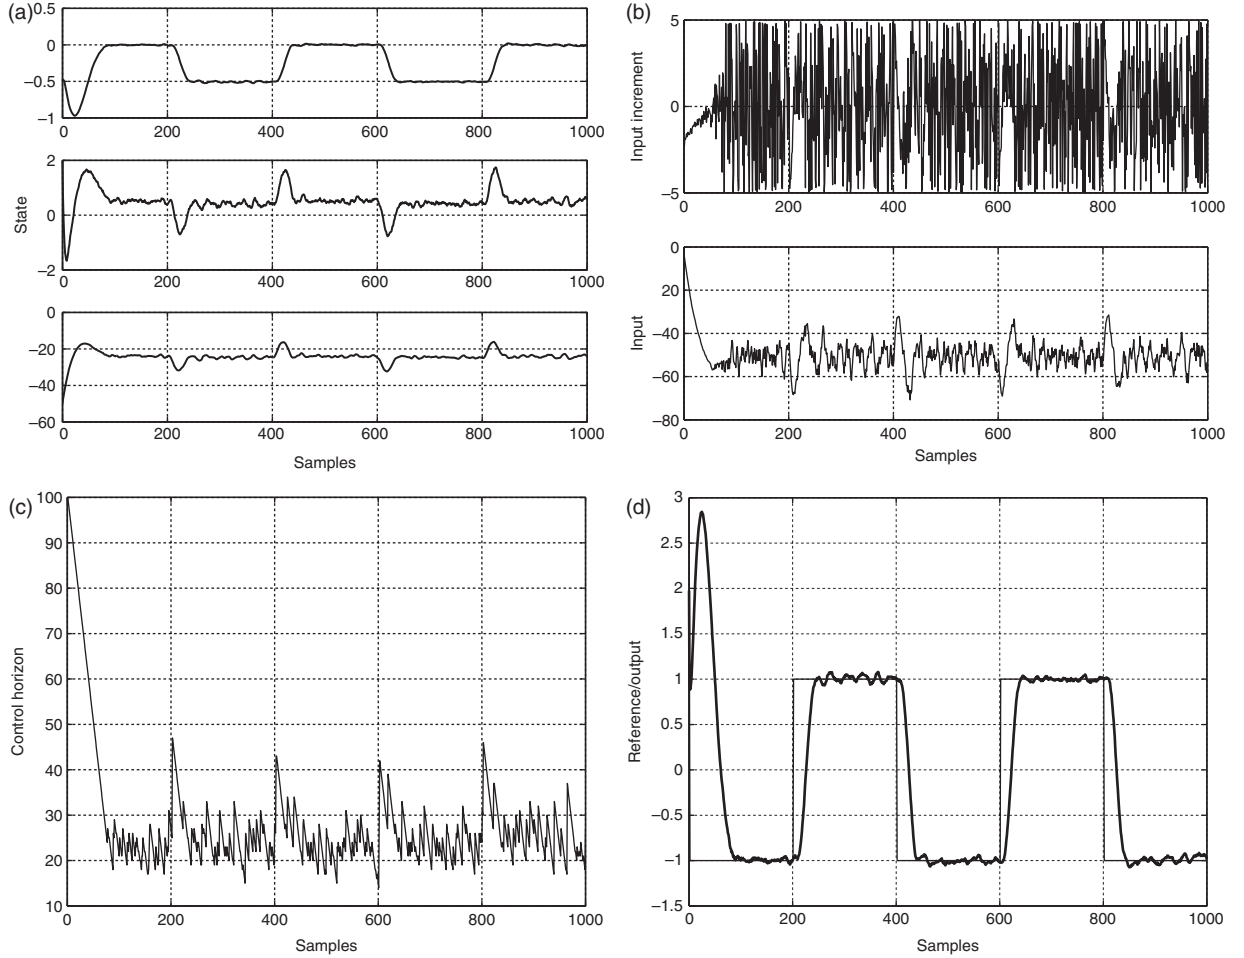 (a)
0.5
0
−0.5
−1
0 200 400 600 800 1000
2
0
−2
State
0 200 400 600 800 1000
0
−20
−40
−60
0 200 400 600 800 1000
Samples
(b)
5
0
−5
Input increment
0 200 400 600 800 1000
0
20
−40
−60
−80
Input
0 200 400 600 800 1000
Samples
(c)
100
90
80
70
60
50
40
30
20
10
Control horizon
0 200 400 600 800 1000
Samples
(d)
3
2.5
2
1.5
1
0.5
0
−0.5
−1
−1.5
Reference/output
0 200 400 600 800 1000
Samples